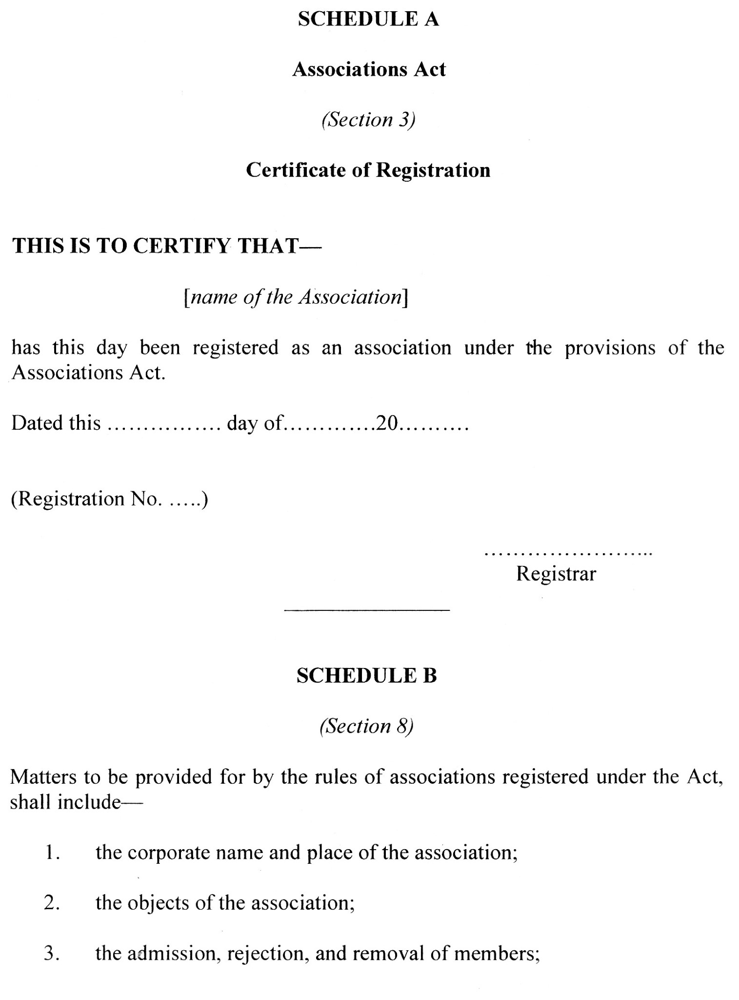 SCHEDULE A
Associations Act
(Section 3)
Certificate of Registration
THIS IS TO CERTIFY THAT—
[name of the Association]
has this day been registered as an association under the provisions of the
Associations Act.
Dated this ................ day of.............20..........
(Registration No. .....)
.......................
Registrar
SCHEDULE B
(Section 8)
Matters to be provided for by the rules of associations registered under the Act,
shall include—
1. the corporate name and place of the association;
2. the objects of the association;
3. the admission, rejection, and removal of members;